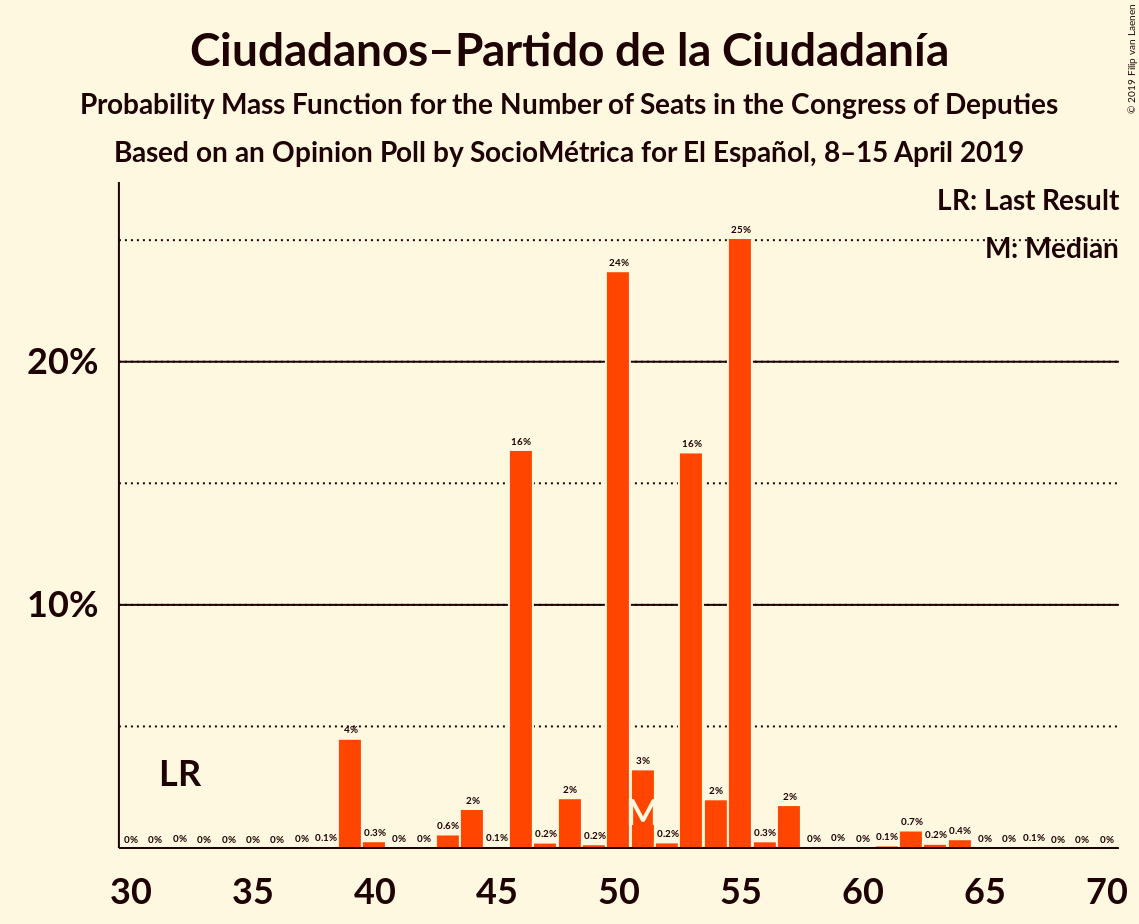 Ciudadanos–Partido de la Ciudadanía
Probability Mass Function for the Number of Seats in the Congress of Deputies
Based on an Opinion Poll by SocioMétrica for El Español, 8–15 April 2019
© 2019 Filip van Laenen
LR: Last Result
M: Median
20%
10%
LR
M
0% 0% 0% 0% 0% 0% 0% 0% 0.1% 4% 0.3% 0% 0% 0.6% 2% 0.1% 16% 0.2% 2% 0.2% 24% 3% 0.2% 16% 2% 25% 0.3% 2% 0% 0% 0% 0.1% 0.7% 0.2% 0.4% 0% 0% 0.1% 0% 0% 0%
30 35 40 45 50 55 60 65 70